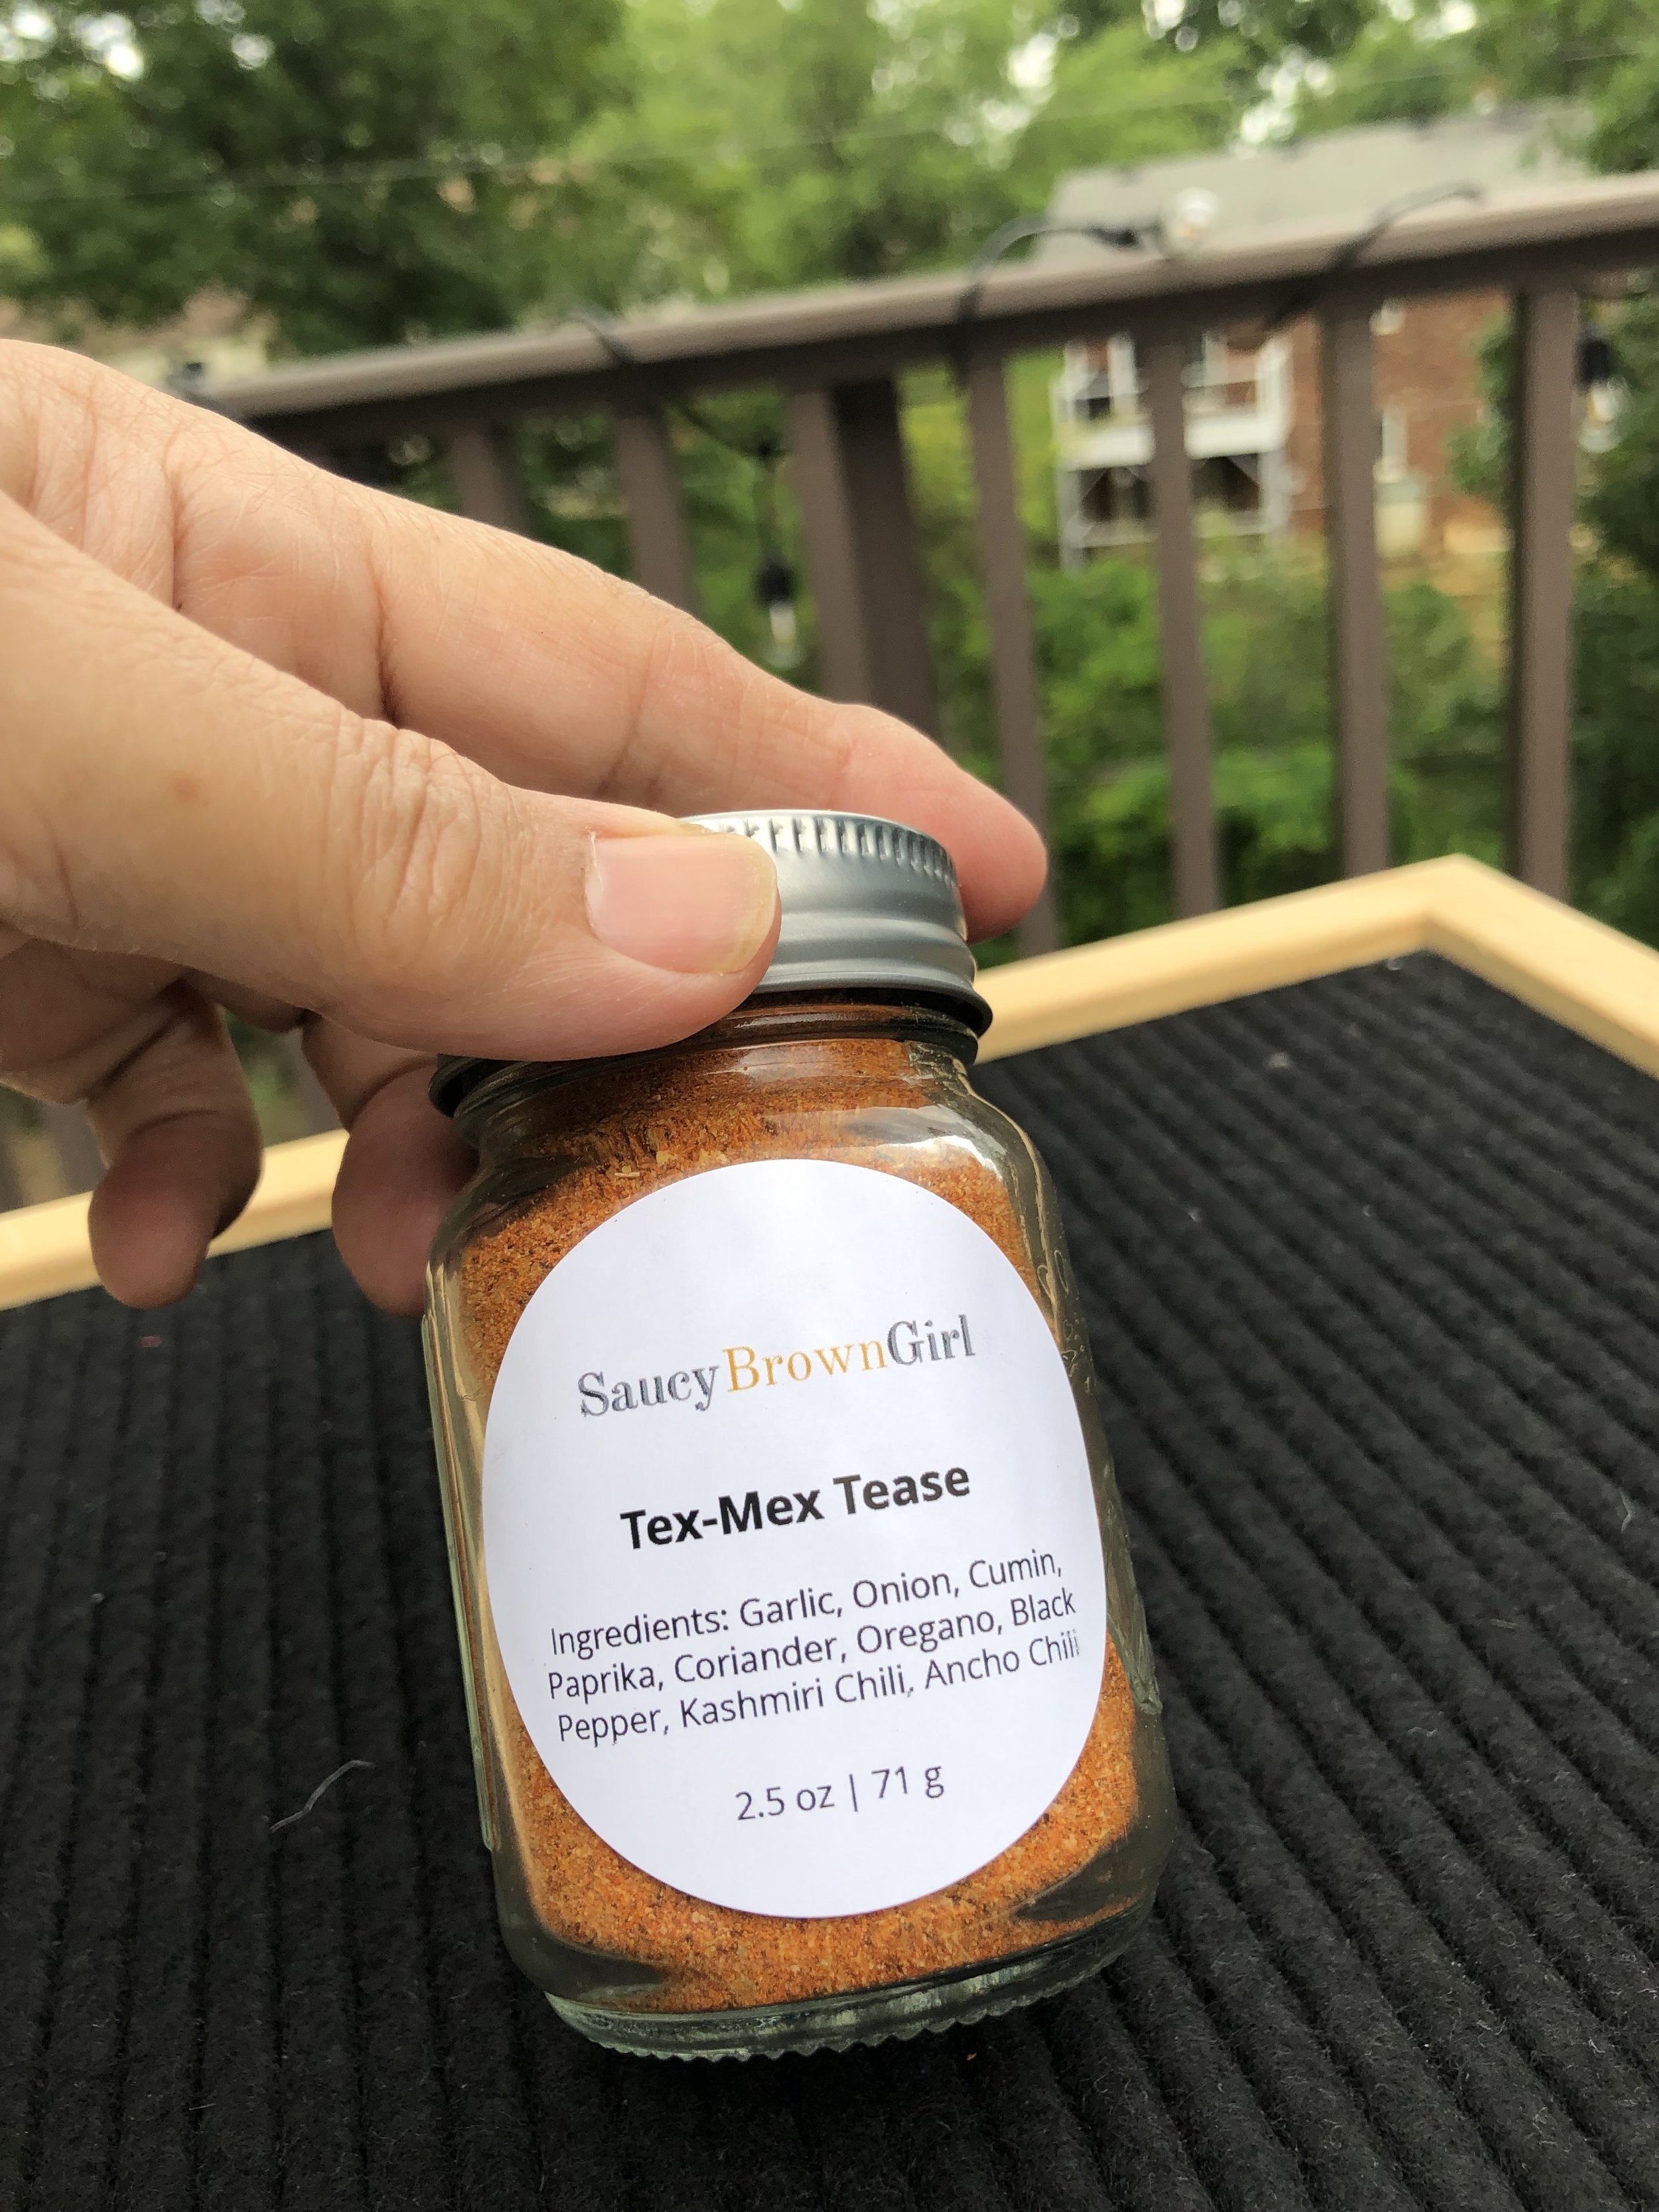 SaucyBrownGirl
Tex-Mex Tease
Ingredients: Garlic, Onion, Cumin,
Paprika, Coriander, Oregano, Black
Pepper, Kashmiri Chili, Ancho Chili
2.5 oz | 71 g